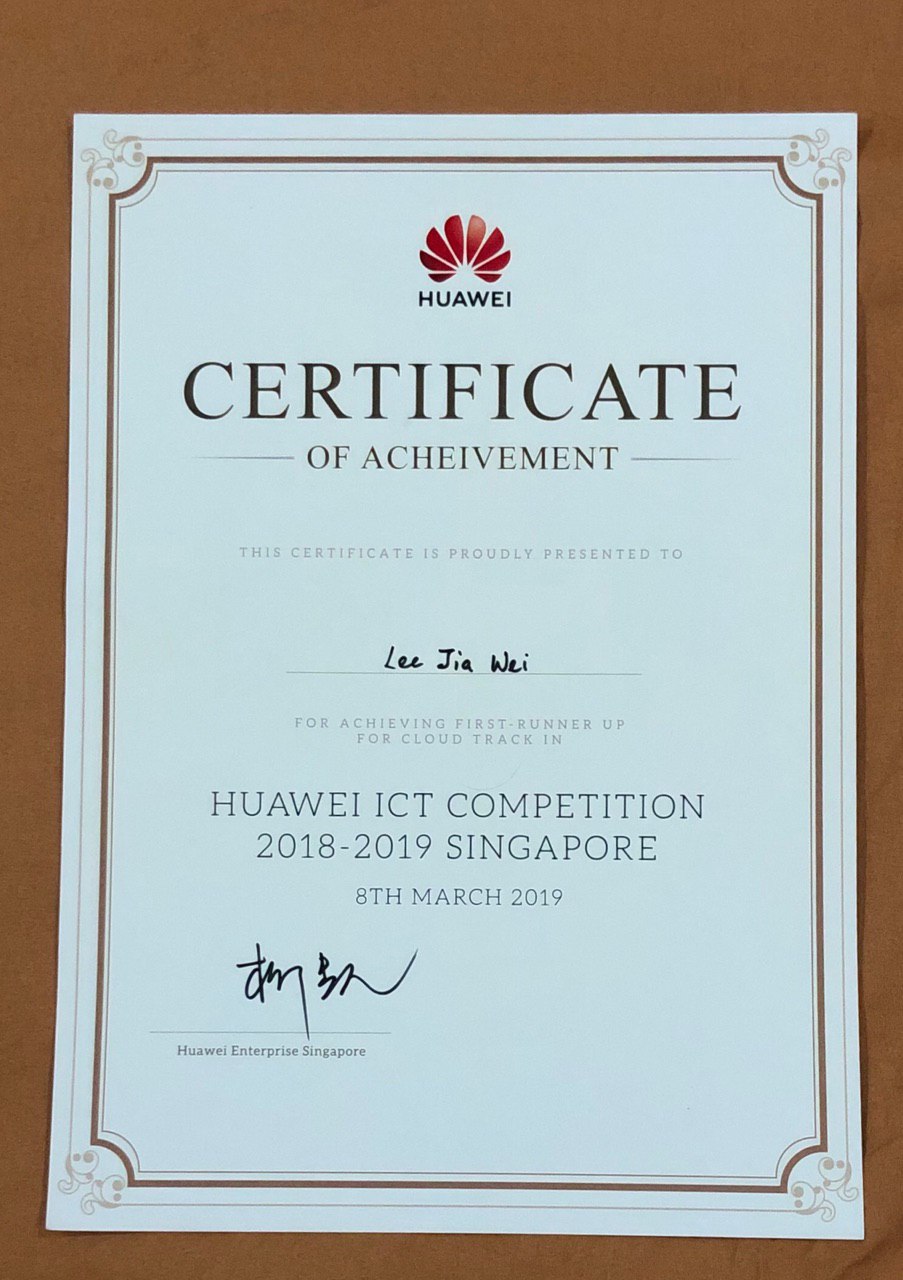 HUAWEI
CERTIFICATE
OF ACHEIVEMENT
THIS CERTIFICATE IS PROUDLY PRESENTED TO
Lee Jia Wei
FOR ACHIEVING FIRST-RUNNER UP
FOR CLOUD TRACK IN
HUAWEI ICT COMPETITION
2018-2019 SINGAPORE
8TH MARCH 2019
Huawei Enterprise Singapore